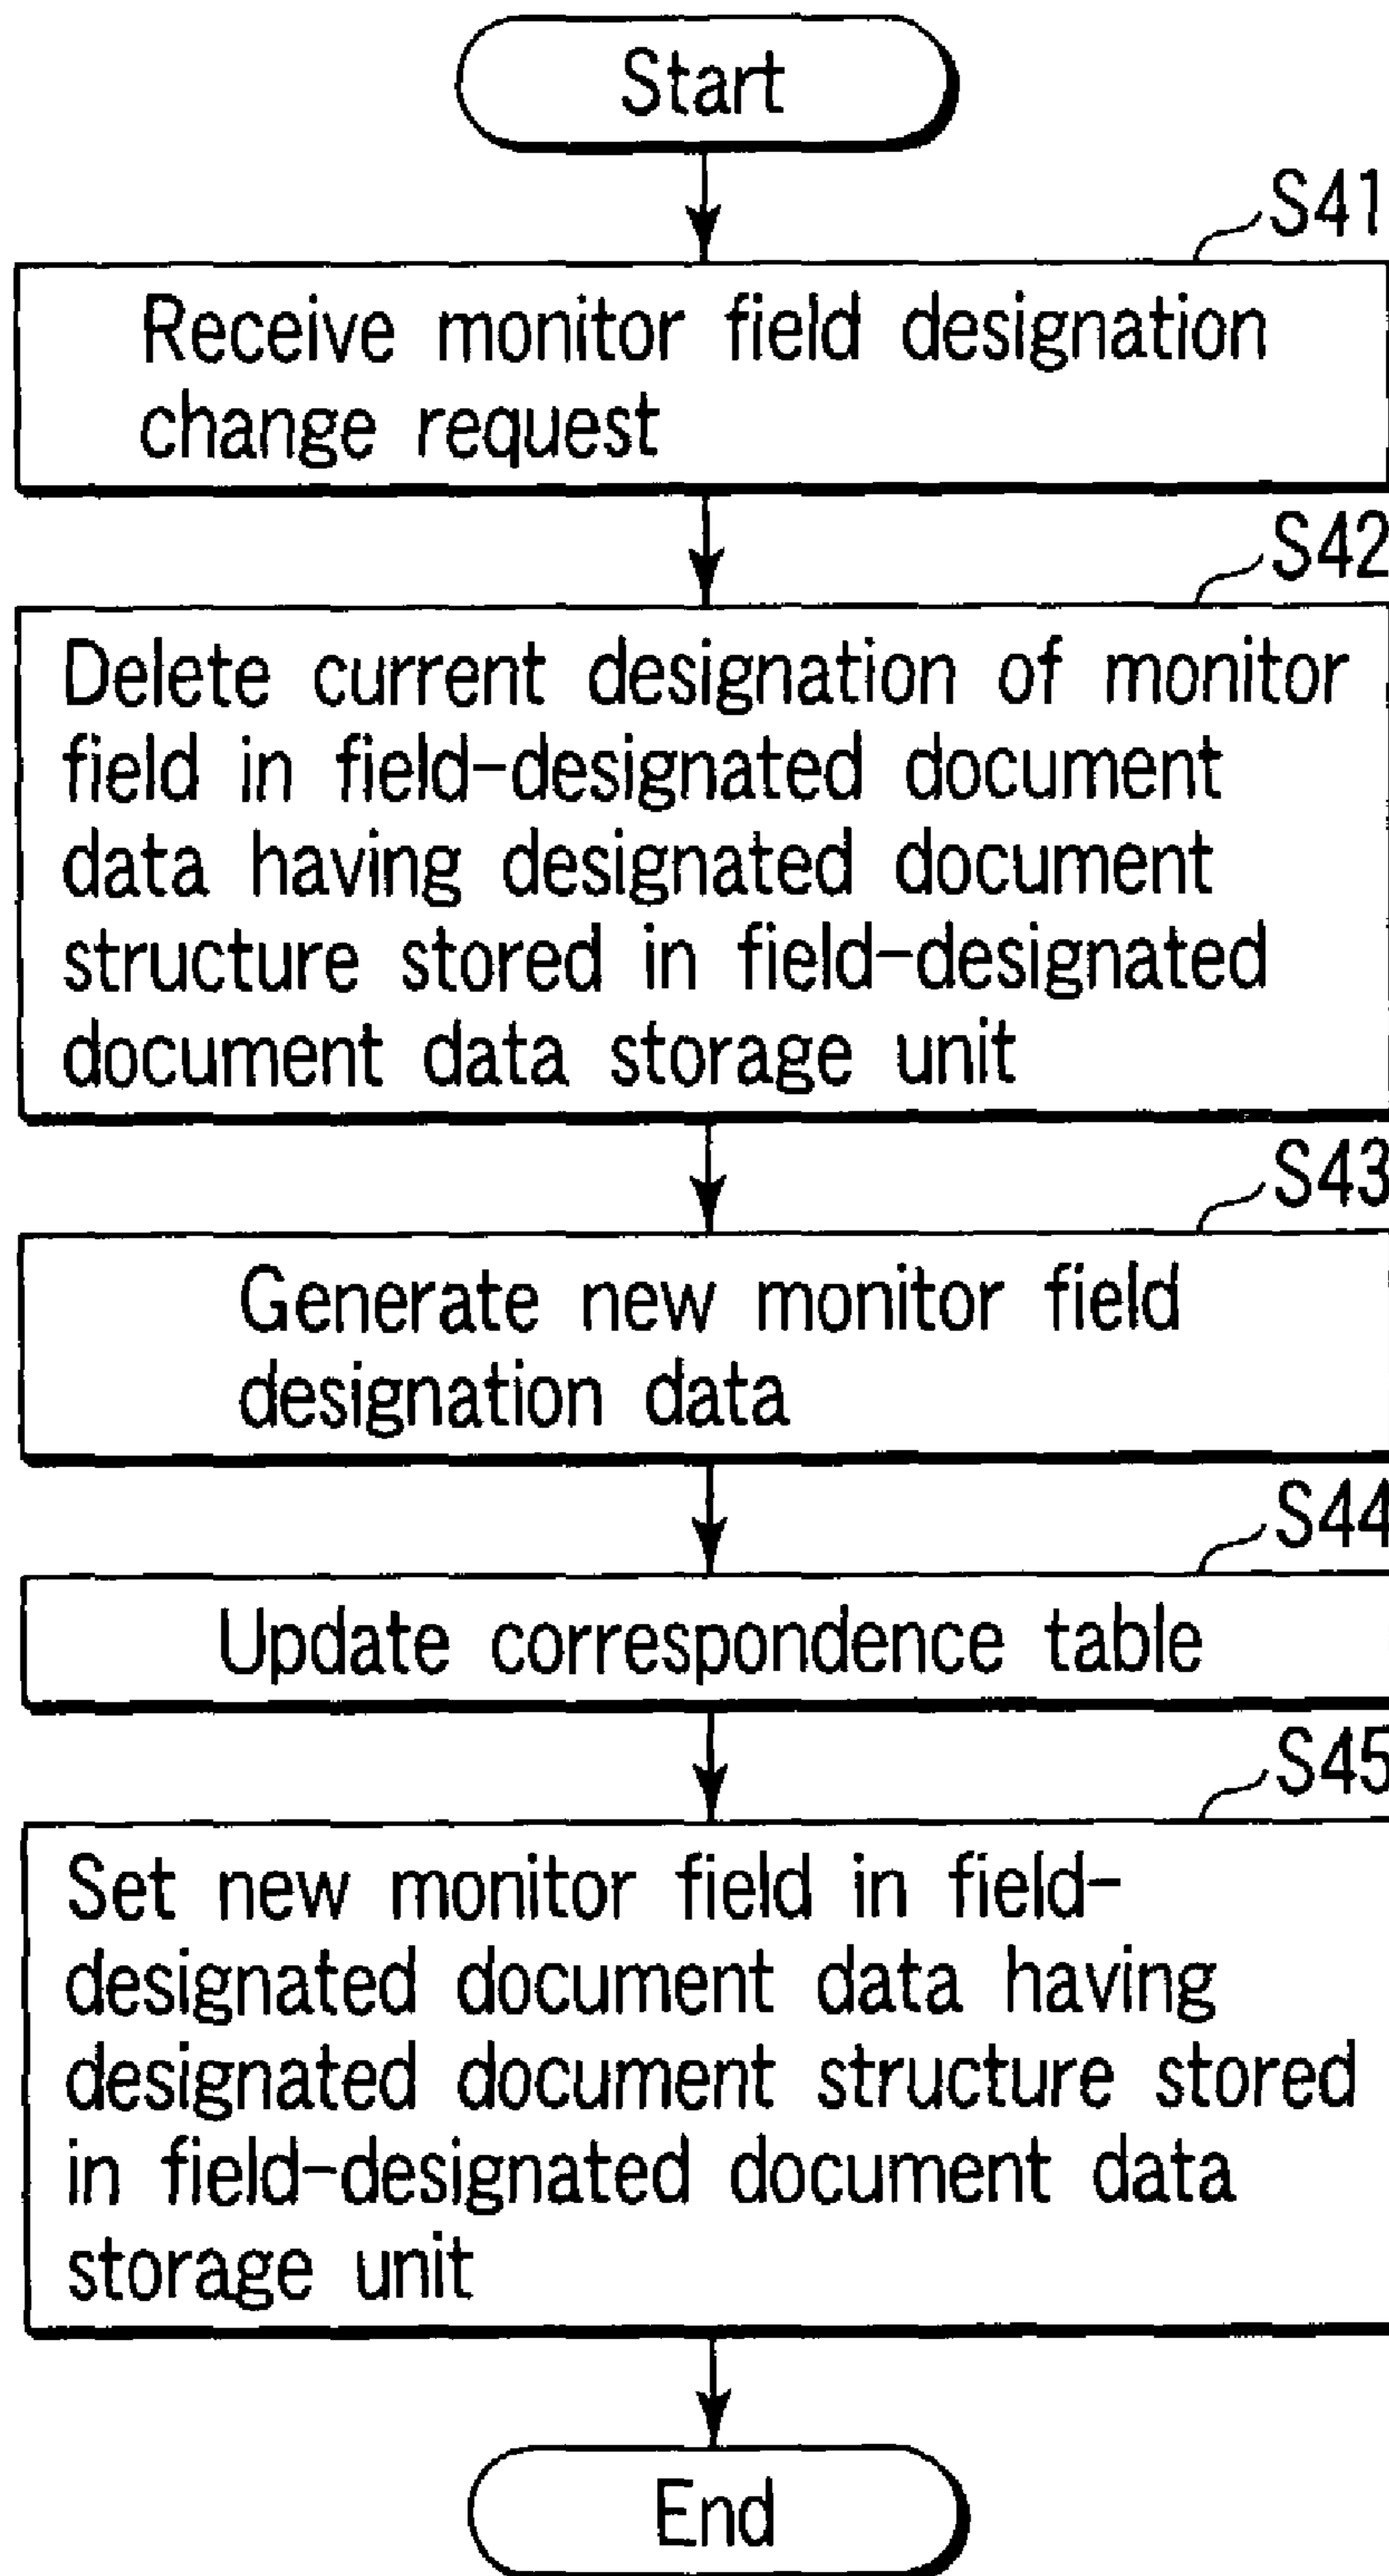 Start
S41
Receive monitor field designation
change request
S42
Delete current designation of monitor
field in field-designated document
data having designated document
structure stored in field-designated
document data storage unit
S43
Generate new monitor field
designation data
S44
Update correspondence table
S45
Set new monitor field in field-
designated document data having
designated document structure stored
in field-designated document data
storage unit
End